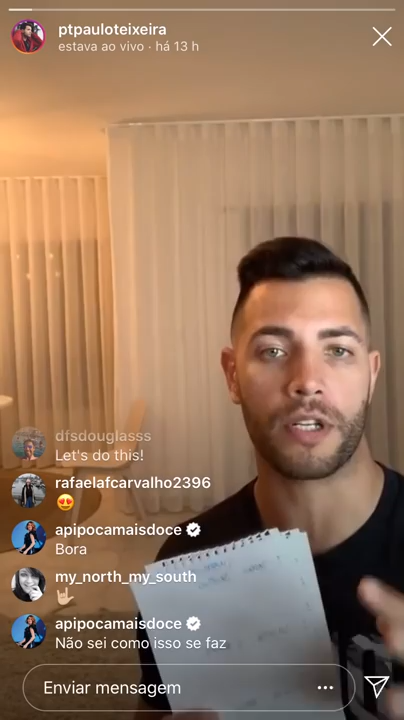 ptpauloteixeira
estava ao vivo · há 13 h
dfsdouglasss
Let's do this!
rafaelafcarvalho2396
😍
apipocamaisdoce
Bora
my_north_my_south
🤟🏻
apipocamaisdoce
Não sei como isso se faz
Enviar mensagem